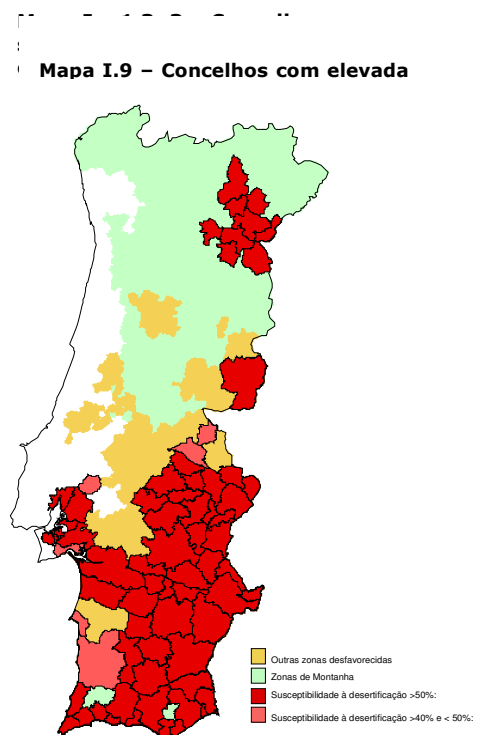 Mapa I.9 – Concelhos com elevada
Outras zonas desfavorecidas
Zonas de Montanha
Susceptibilidade à desertificação >50%:
Susceptibilidade à desertificação >40% e < 50%: